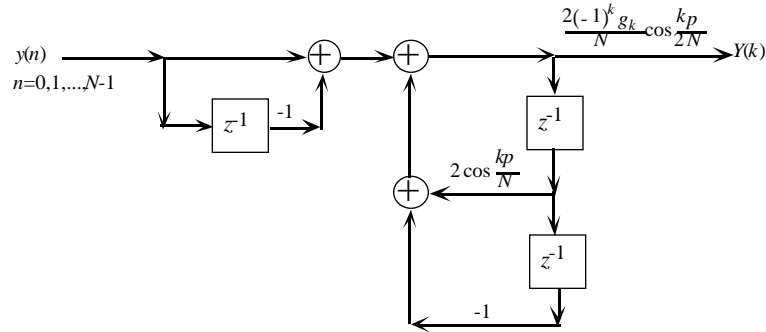 2(-1)^k g_k / N cos kp / 2N
y(n)
Y(k)
n=0,1,...,N-1
-1
z^-1
z^-1
2 cos kp / N
z^-1
-1
+
+
+